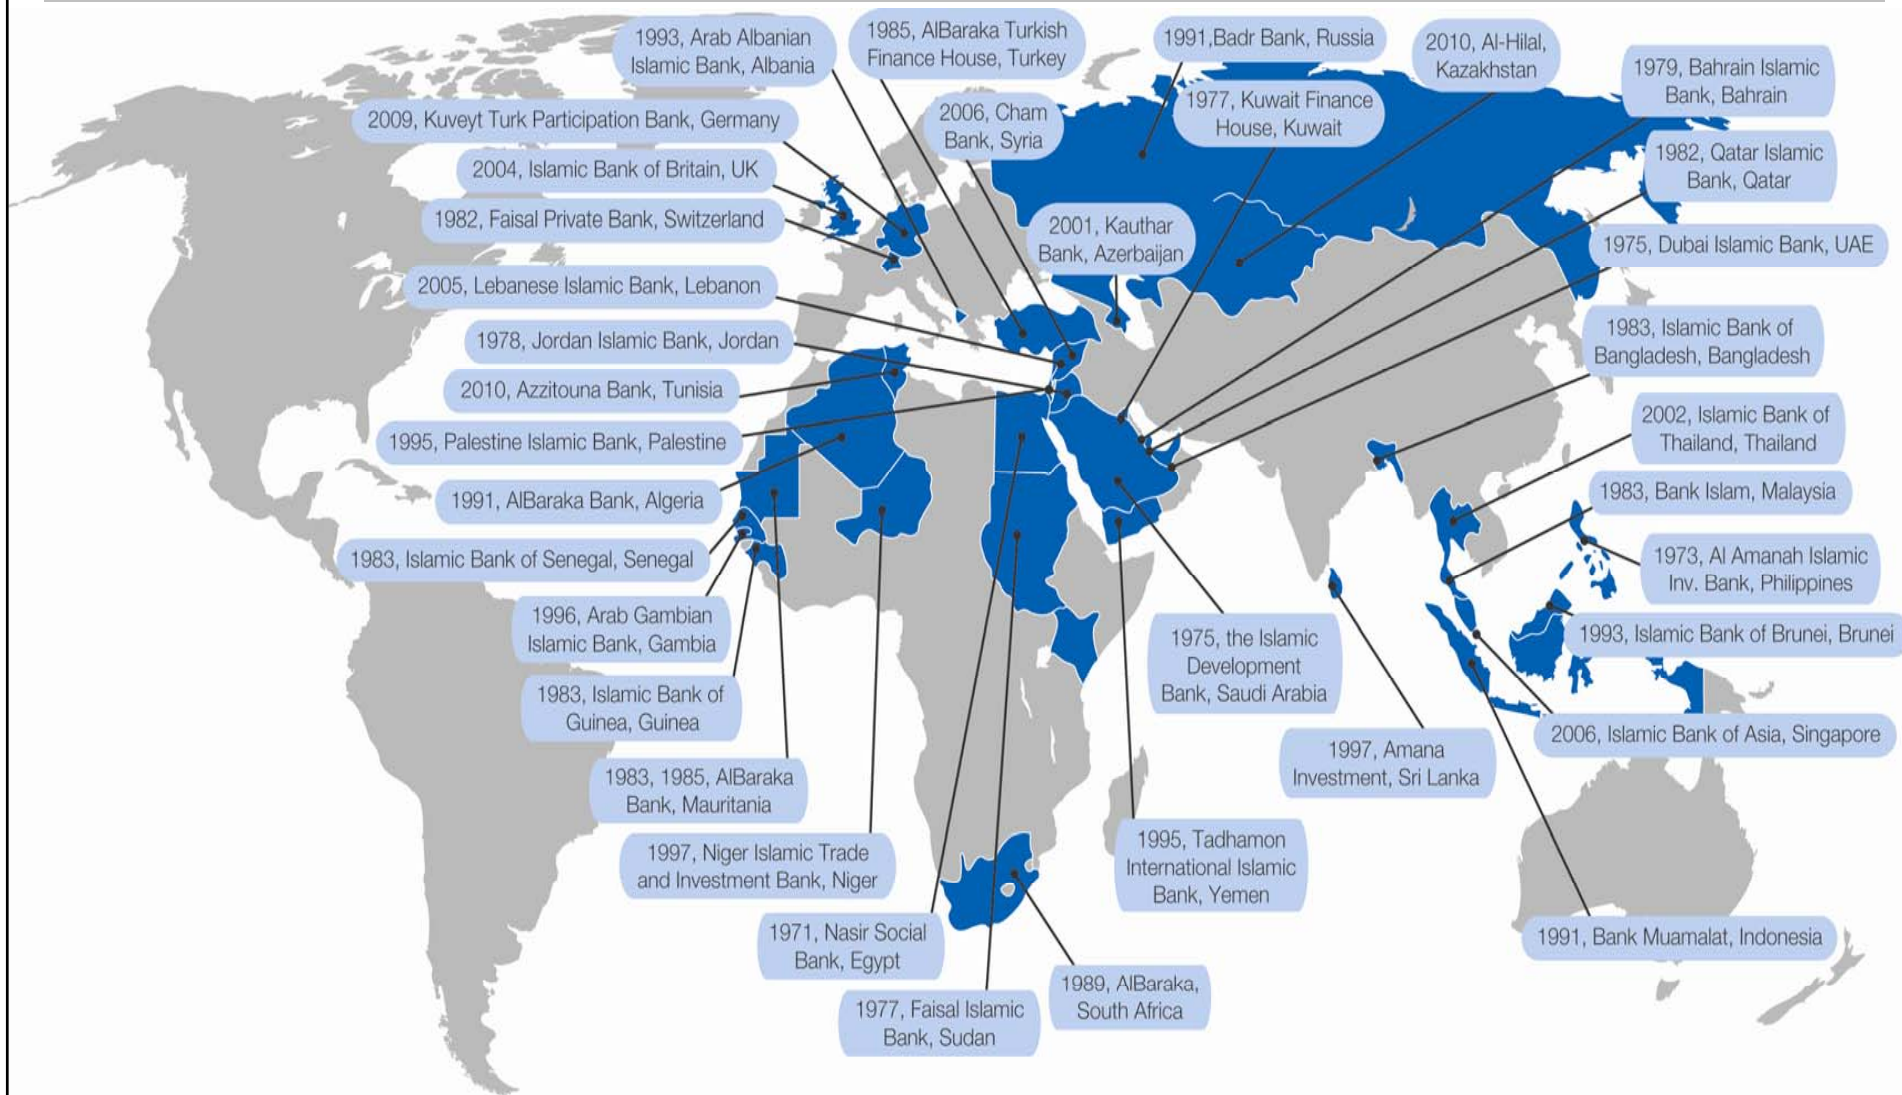 1993, Arab Albanian
Islamic Bank, Albania
1985, AlBaraka Turkish
Finance House, Turkey
1991,Badr Bank, Russia
2010, Al-Hilal,
Kazakhstan
1979, Bahrain Islamic
Bank, Bahrain
2009, Kuveyt Turk Participation Bank, Germany
2006, Cham
Bank, Syria
1977, Kuwait Finance
House, Kuwait
1982, Qatar Islamic
Bank, Qatar
2004, Islamic Bank of Britain, UK
1982, Faisal Private Bank, Switzerland
2001, Kauthar
Bank, Azerbaijan
1975, Dubai Islamic Bank, UAE
2005, Lebanese Islamic Bank, Lebanon
1978, Jordan Islamic Bank, Jordan
1983, Islamic Bank of
Bangladesh, Bangladesh
2010, Azzitouna Bank, Tunisia
1995, Palestine Islamic Bank, Palestine
2002, Islamic Bank of
Thailand, Thailand
1991, AlBaraka Bank, Algeria
1983, Bank Islam, Malaysia
1983, Islamic Bank of Senegal, Senegal
1973, Al Amanah Islamic
Inv. Bank, Philippines
1996, Arab Gambian
Islamic Bank, Gambia
1975, the Islamic
Development
Bank, Saudi Arabia
1993, Islamic Bank of Brunei, Brunei
1983, Islamic Bank of
Guinea, Guinea
2006, Islamic Bank of Asia, Singapore
1997, Amana
Investment, Sri Lanka
1983, 1985, AlBaraka
Bank, Mauritania
1997, Niger Islamic Trade
and Investment Bank, Niger
1995, Tadhamon
International Islamic
Bank, Yemen
1971, Nasir Social
Bank, Egypt
1991, Bank Muamalat, Indonesia
1989, AlBaraka,
South Africa
1977, Faisal Islamic
Bank, Sudan